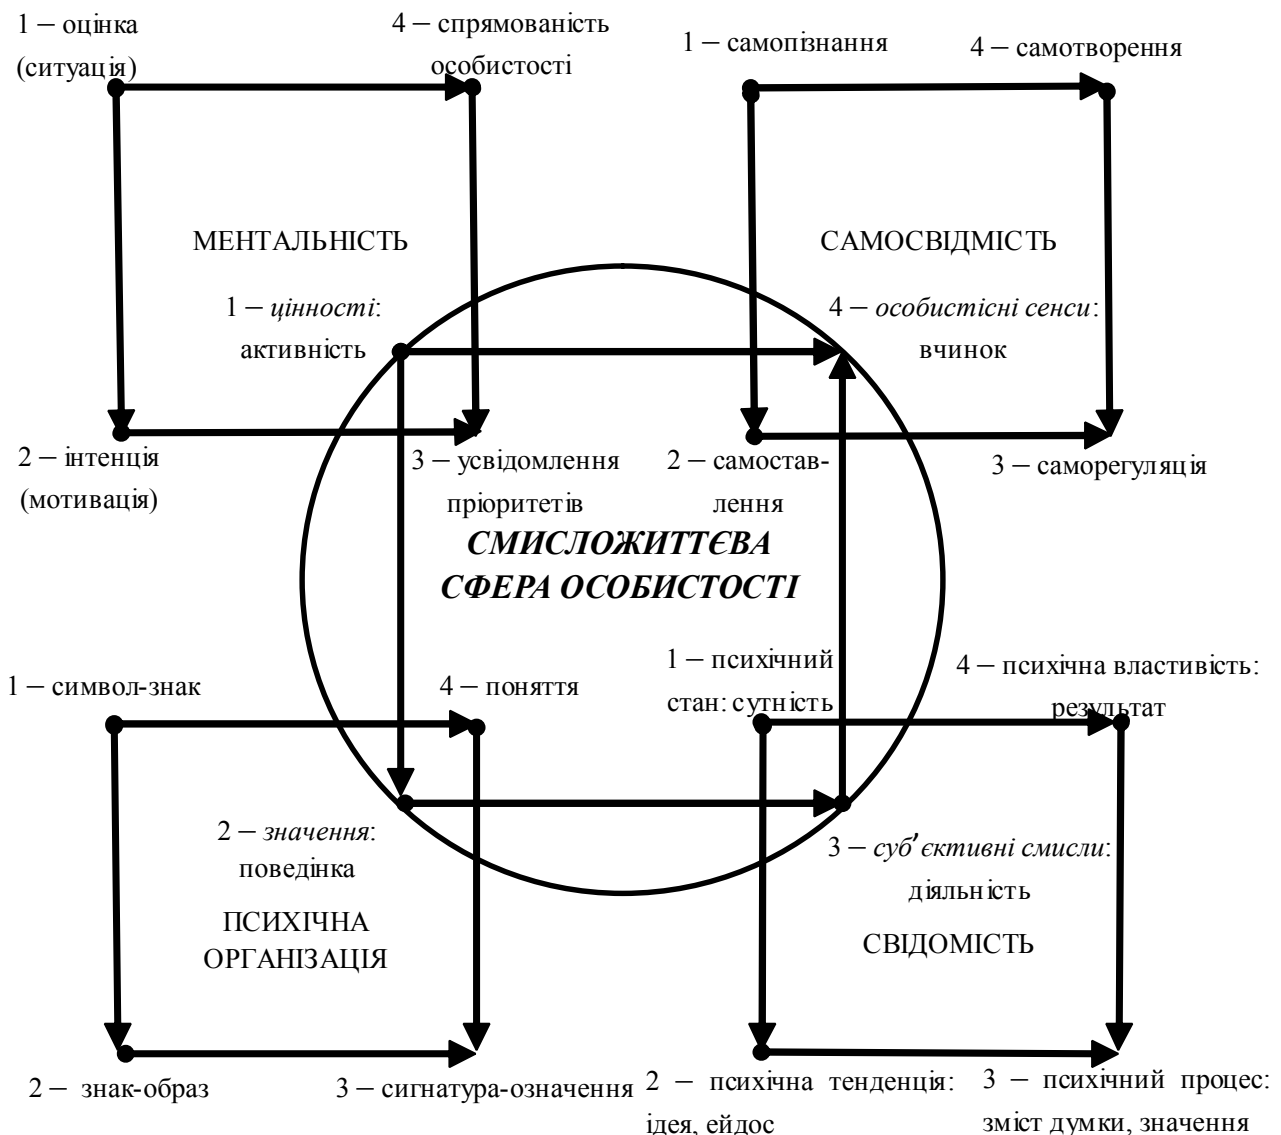 1 – оцінка
(ситуація)
4 – спрямованість
особистості
1 – самопізнання
4 – самотворення
МЕНТАЛЬНІСТЬ
САМОСВІДМІСТЬ
1 – цінності:
активність
4 – особистісні сенси:
вчинок
2 – інтенція
(мотивація)
3 – усвідомлення
пріоритетів
2 – самостав-
лення
3 – саморегуляція
СМИСЛОЖИТТЄВА
СФЕРА ОСОБИСТОСТІ
1 – символ-знак
4 – поняття
1 – психічний
стан: сутність
4 – психічна властивість:
результат
2 – значення:
поведінка
3 – суб’єктивні смисли:
діяльність
ПСИХІЧНА
ОРГАНІЗАЦІЯ
СВІДОМІСТЬ
2 – знак-образ
3 – сигнатура-означення
2 – психічна тенденція:
ідея, ейдос
3 – психічний процес:
зміст думки, значення